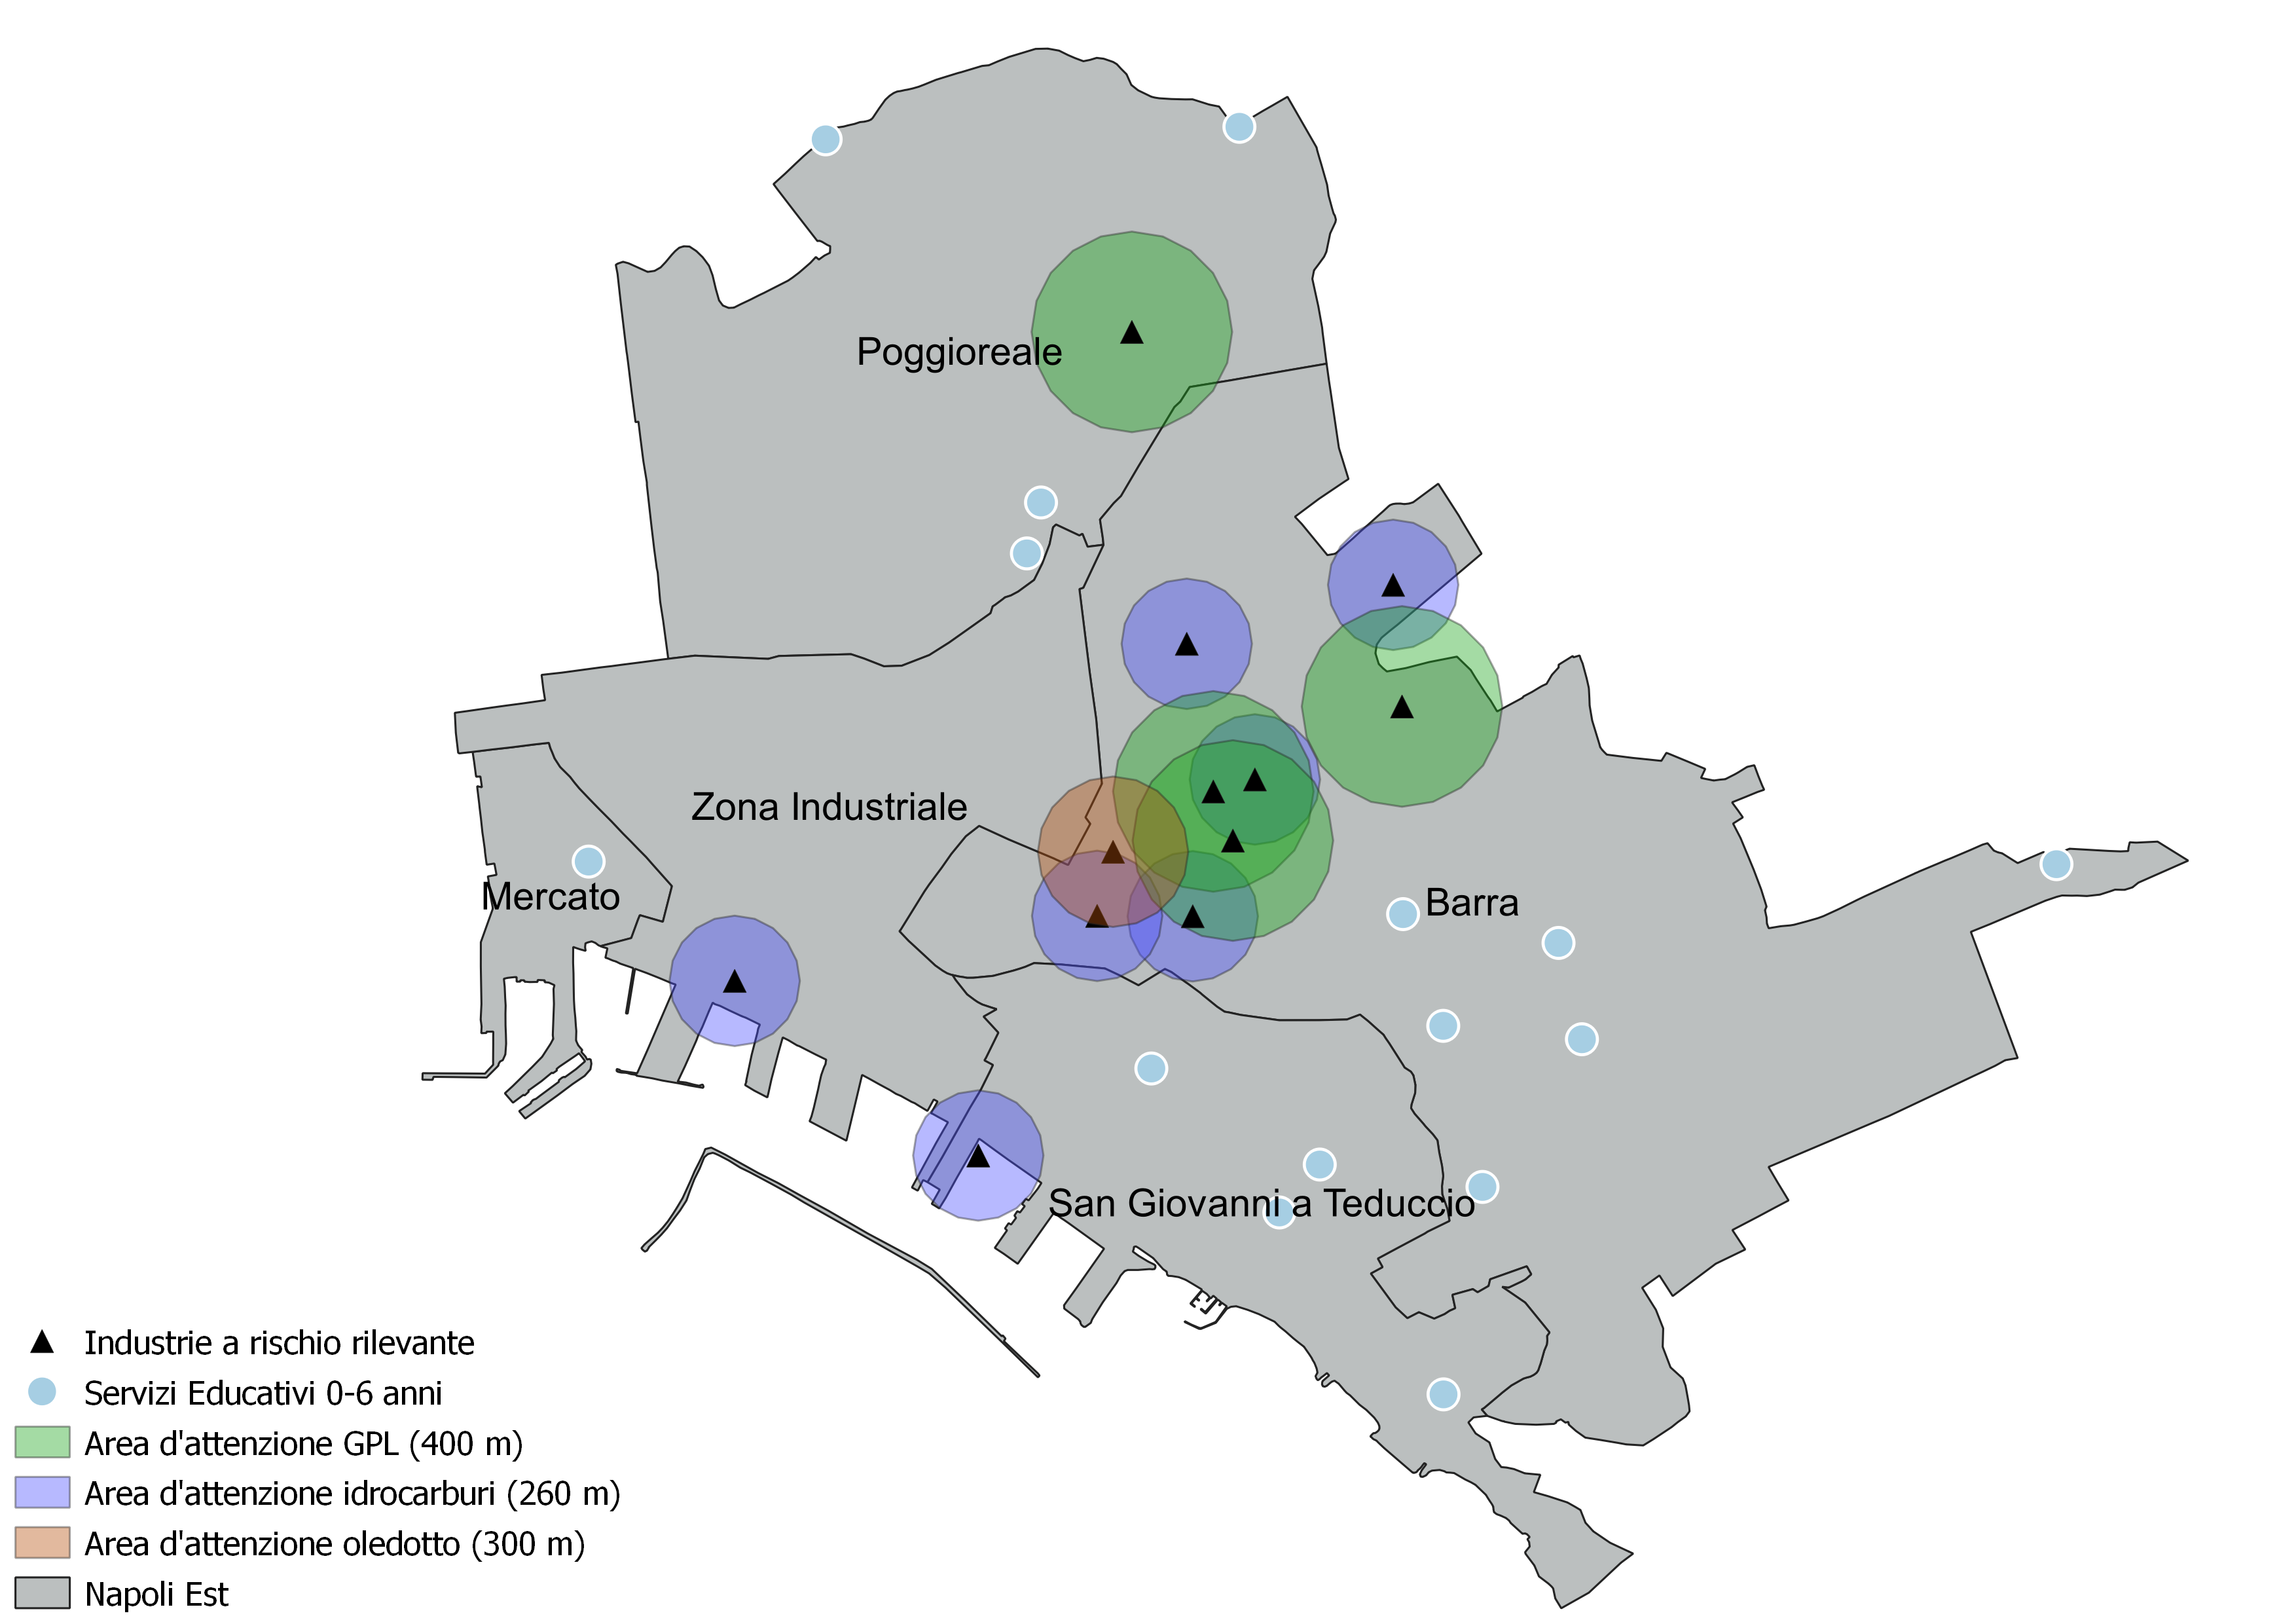 Poggioreale
Zona Industriale
Mercato
Barra
San Giovanni a Teduccio
Industrie a rischio rilevante
Servizi Educativi 0-6 anni
Area d'attenzione GPL (400 m)
Area d'attenzione idrocarburi (260 m)
Area d'attenzione oledotto (300 m)
Napoli Est